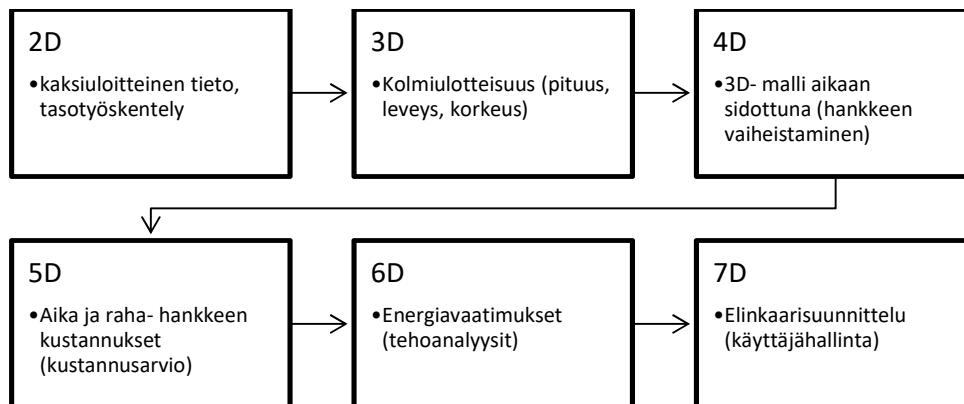 2D
•kaksiuloitteinen tieto,
tasotyöskentely
3D
•Kolmiulotteisuus (pituus,
leveys, korkeus)
4D
•3D- malli aikaan
sidottuna (hankkeen
vaiheistaminen)
5D
•Aika ja raha- hankkeen
kustannukset
(kustannusarvio)
6D
•Energiavaatimukset
(tehoanalyysit)
7D
•Elinkaarisuunnittelu
(käyttäjähallinta)